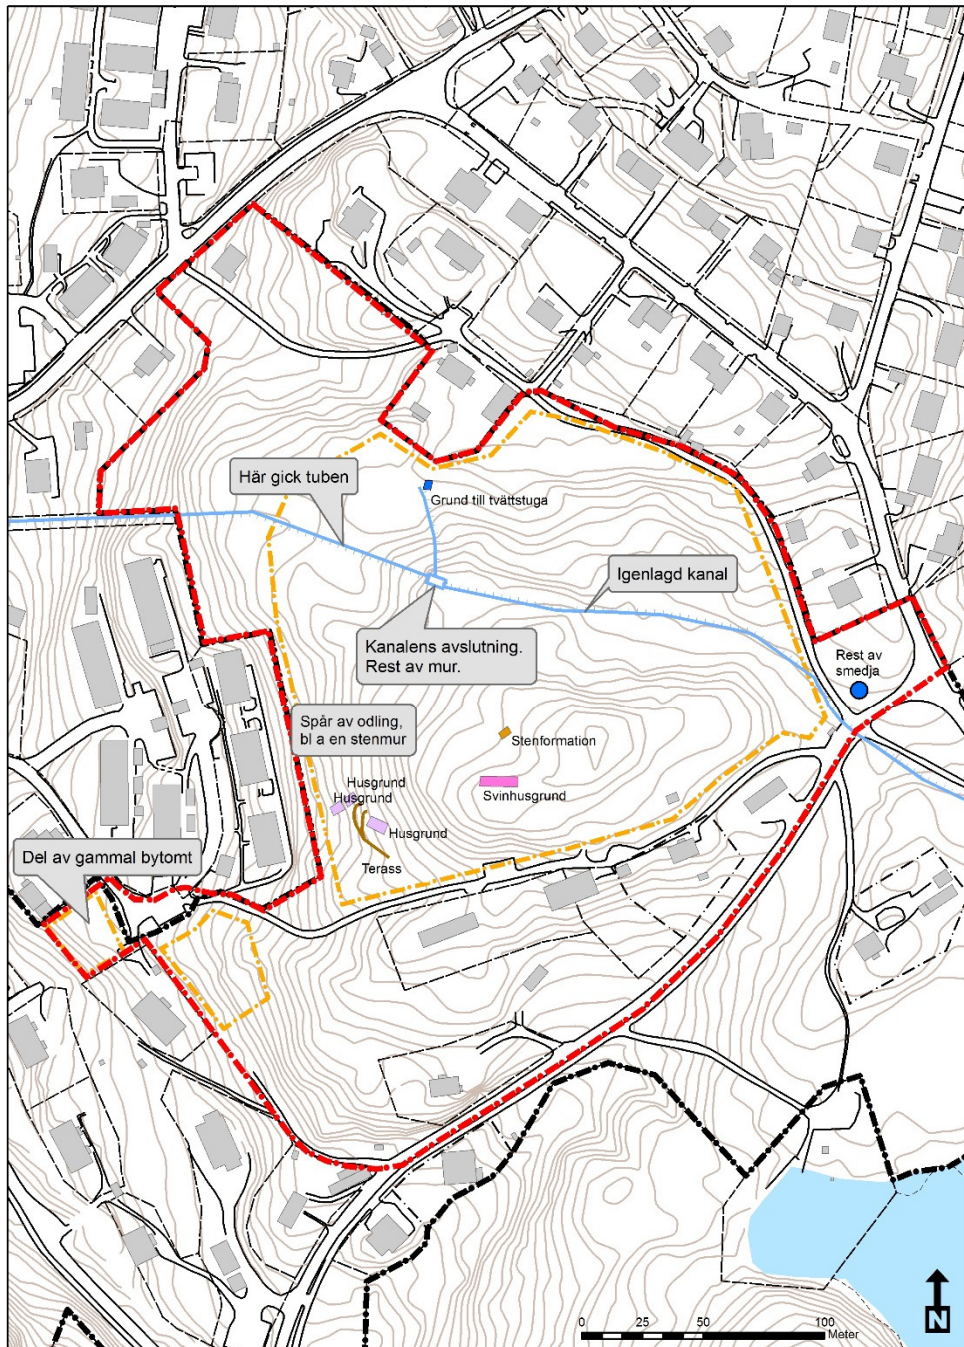 Här gick tuben
Grund till tvättstuga
Igenlagd kanal
Kanalens avslutning.
Rest av mur.
Rest av
smedja
Spår av odling,
bl a en stenmur
Stenformation
Husgrund
Husgrund
Svinhusgrund
Husgrund
Terass
Del av gammal bytomt
N
0 25 50 100
Meter